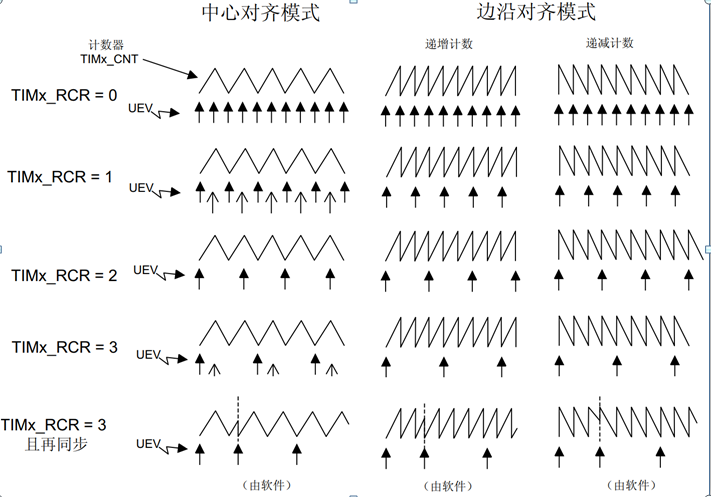 中心对齐模式
边沿对齐模式
计数器
TIMx_CNT
递增计数
递减计数
TIMx_RCR = 0
UEV
TIMx_RCR = 1
UEV
TIMx_RCR = 2
UEV
TIMx_RCR = 3
UEV
TIMx_RCR = 3
且再同步
UEV
（由软件）
（由软件）
（由软件）